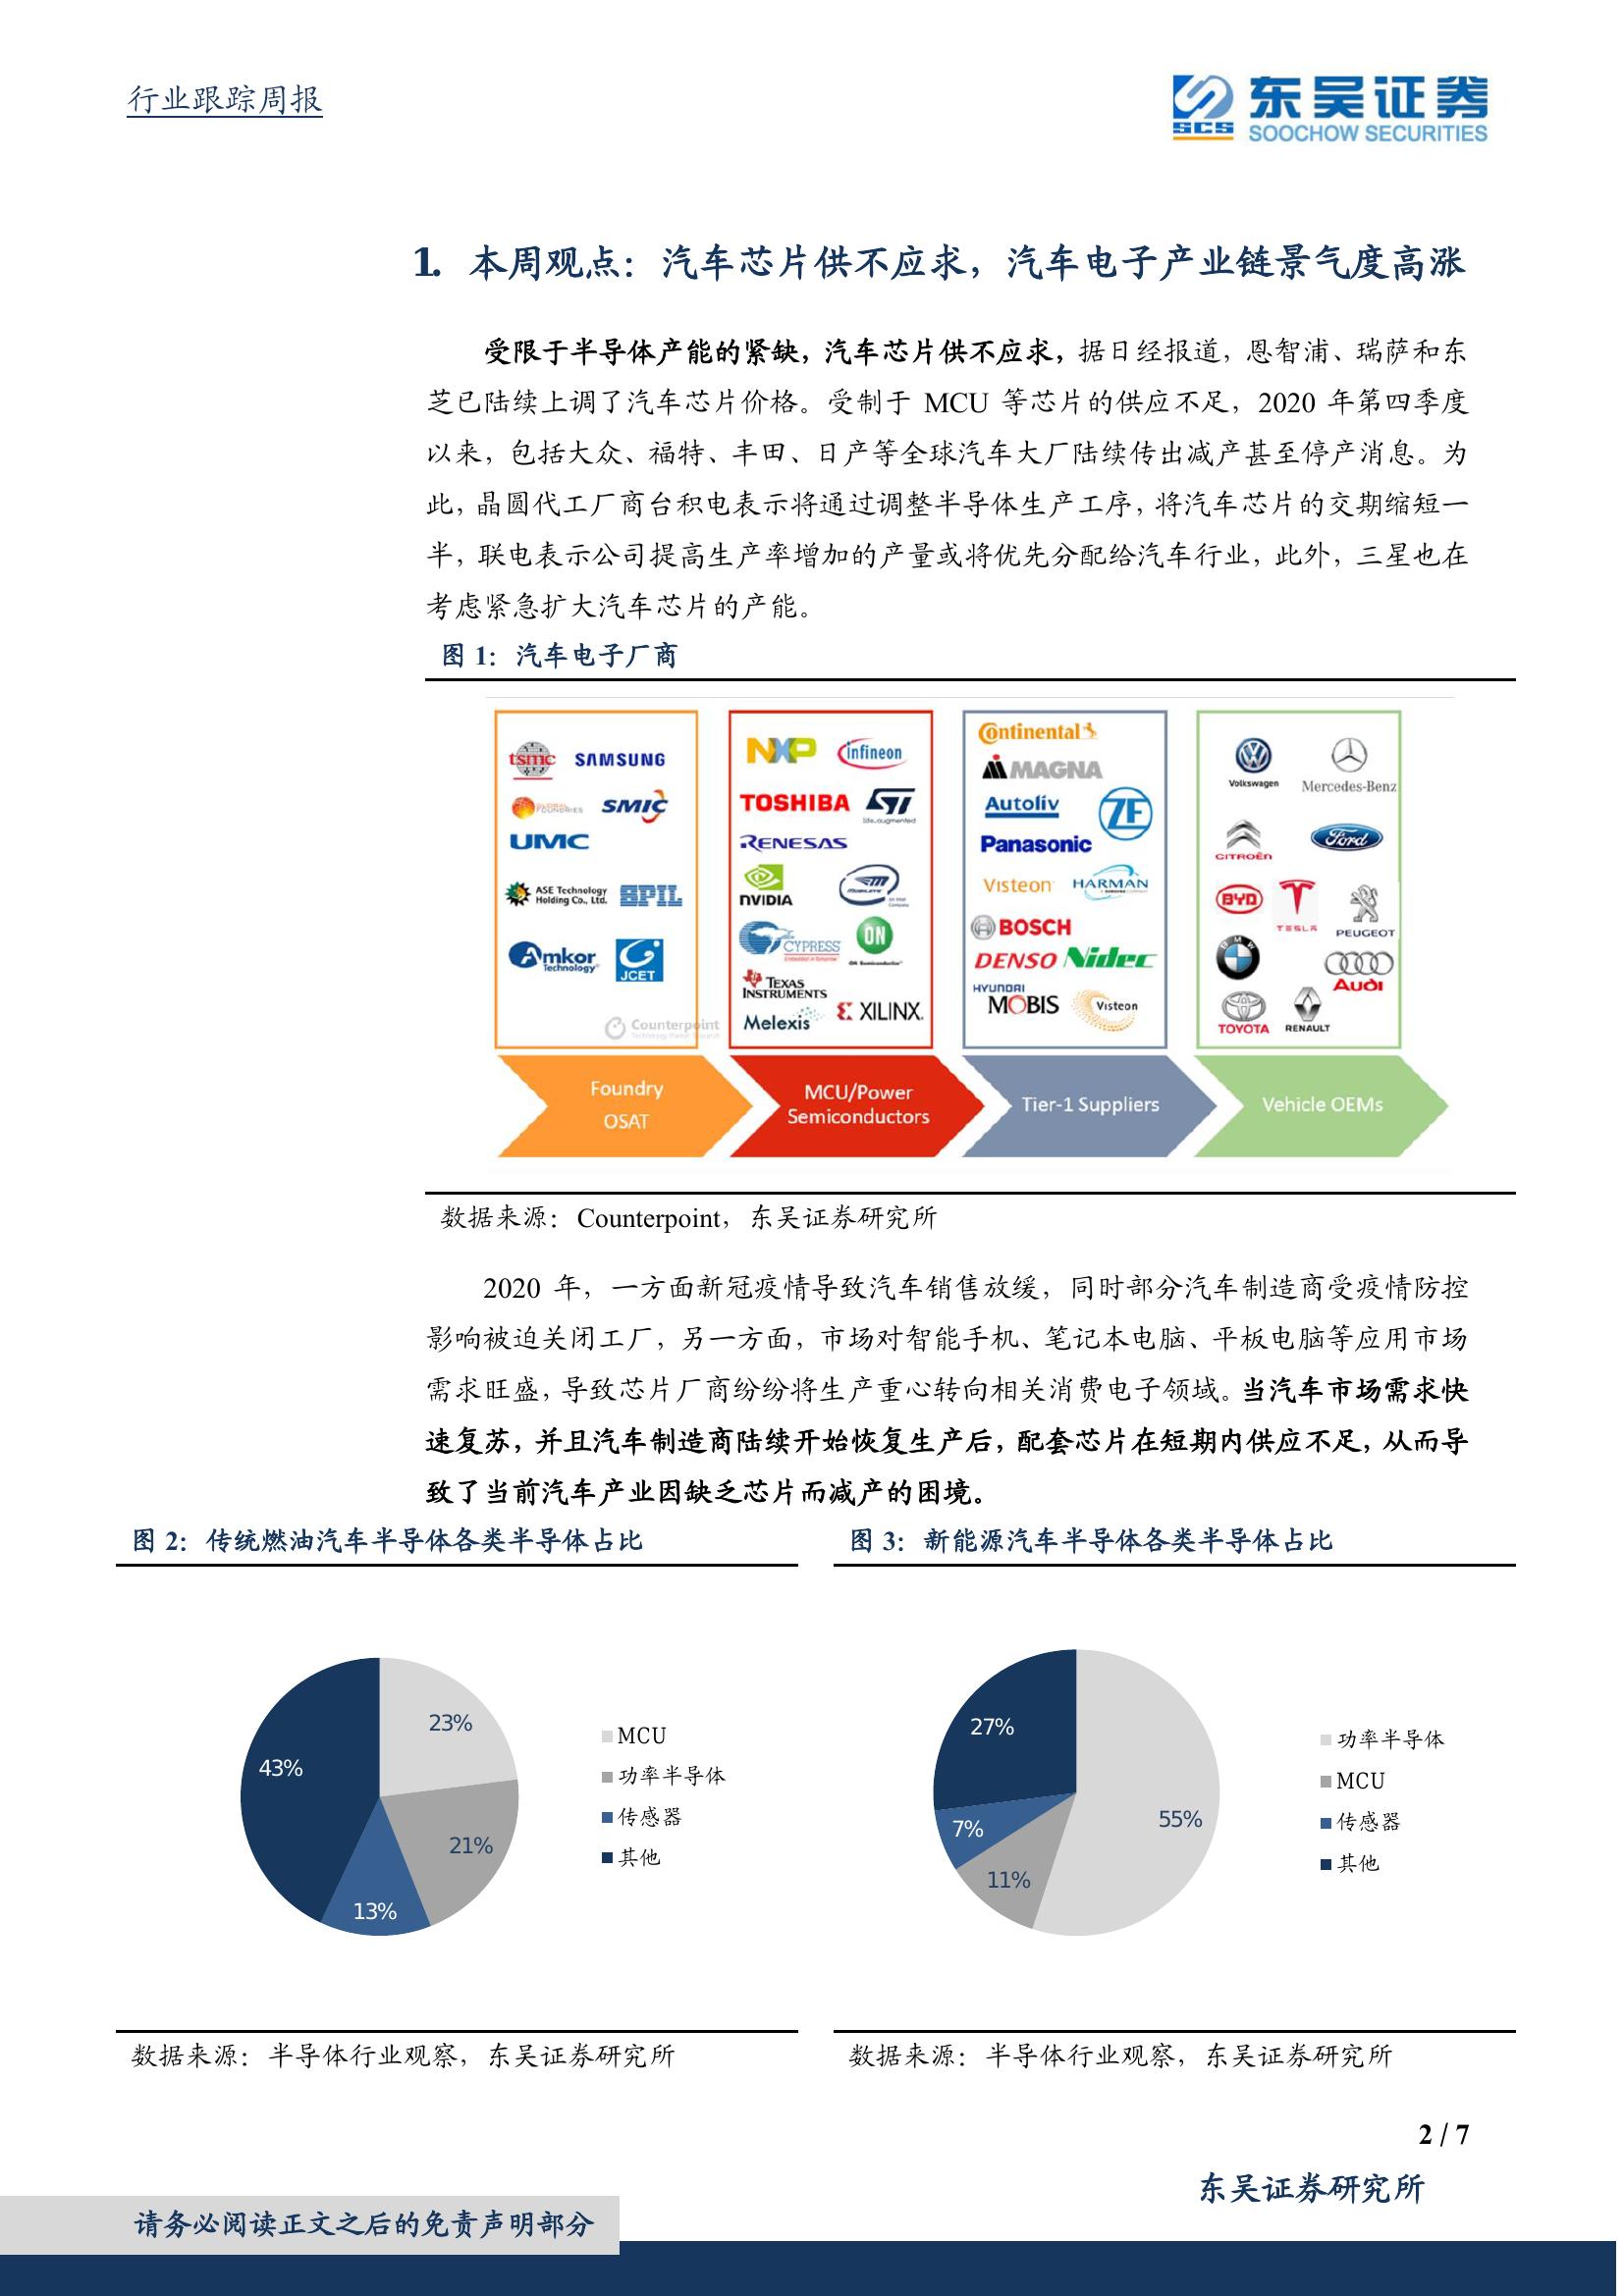 行业跟踪周报
SCS 东吴证券
SOOCHOW SECURITIES
1. 本周观点：汽车芯片供不应求，汽车电子产业链景气度高涨
受限于半导体产能的紧缺，汽车芯片供不应求，据日经报道，恩智浦、瑞萨和东
芝已陆续上调了汽车芯片价格。受制于 MCU 等芯片的供应不足，2020 年第四季度
以来，包括大众、福特、丰田、日产等全球汽车大厂陆续传出减产甚至停产消息。为
此，晶圆代工厂商台积电表示将通过调整半导体生产工序，将汽车芯片的交期缩短一
半，联电表示公司提高生产率增加的产量或将优先分配给汽车行业，此外，三星也在
考虑紧急扩大汽车芯片的产能。
图 1：汽车电子厂商
tsmc SAMSUNG
GLOBAL FOUNDRIES SMIC
UMC
ASE Technology Holding Co., Ltd. SPIL
Amkor Technology JCET
Counterpoint
Technology Market Research
NXP infineon
TOSHIBA ST life.augmented
RENESAS
NVIDIA MOBILEYE An Intel Company
CYPRESS Embedded in Tomorrow ON ON Semiconductor
TEXAS INSTRUMENTS
Melexis XILINX.
Continental
MAGNA
Autoliv ZF
Panasonic
Visteon HARMAN
BOSCH
DENSO Nidec
HYUNDAI MOBIS Visteon
Volkswagen Mercedes-Benz
CITROËN Ford
BYD TESLA PEUGEOT
BMW Audi
TOYOTA RENAULT
Foundry
OSAT
MCU/Power
Semiconductors
Tier-1 Suppliers
Vehicle OEMs
数据来源：Counterpoint，东吴证券研究所
2020 年，一方面新冠疫情导致汽车销售放缓，同时部分汽车制造商受疫情防控
影响被迫关闭工厂，另一方面，市场对智能手机、笔记本电脑、平板电脑等应用市场
需求旺盛，导致芯片厂商纷纷将生产重心转向相关消费电子领域。当汽车市场需求快
速复苏，并且汽车制造商陆续开始恢复生产后，配套芯片在短期内供应不足，从而导
致了当前汽车产业因缺乏芯片而减产的困境。
图 2：传统燃油汽车半导体各类半导体占比
23%
21%
13%
43%
MCU
功率半导体
传感器
其他
数据来源：半导体行业观察，东吴证券研究所
图 3：新能源汽车半导体各类半导体占比
55%
11%
7%
27%
功率半导体
MCU
传感器
其他
数据来源：半导体行业观察，东吴证券研究所
2 / 7
东吴证券研究所
请务必阅读正文之后的免责声明部分